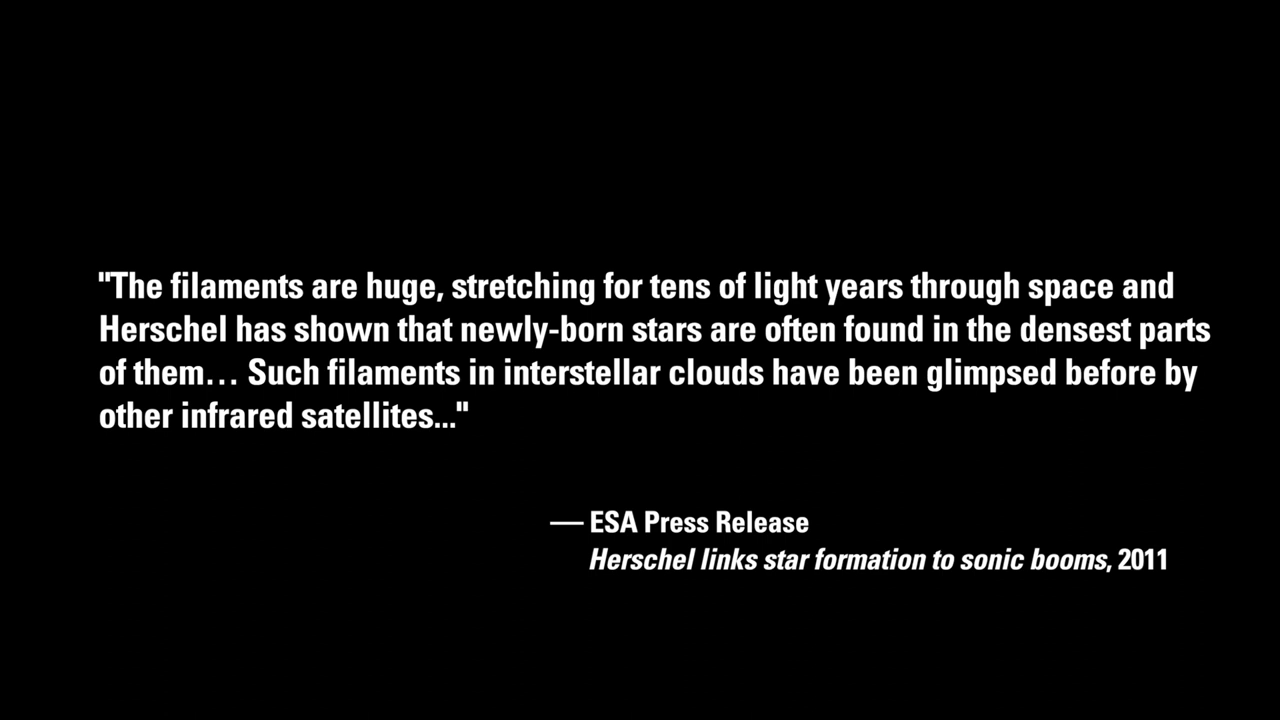 "The filaments are huge, stretching for tens of light years through space and
Herschel has shown that newly-born stars are often found in the densest parts
of them… Such filaments in interstellar clouds have been glimpsed before by
other infrared satellites..."
— ESA Press Release
Herschel links star formation to sonic booms, 2011